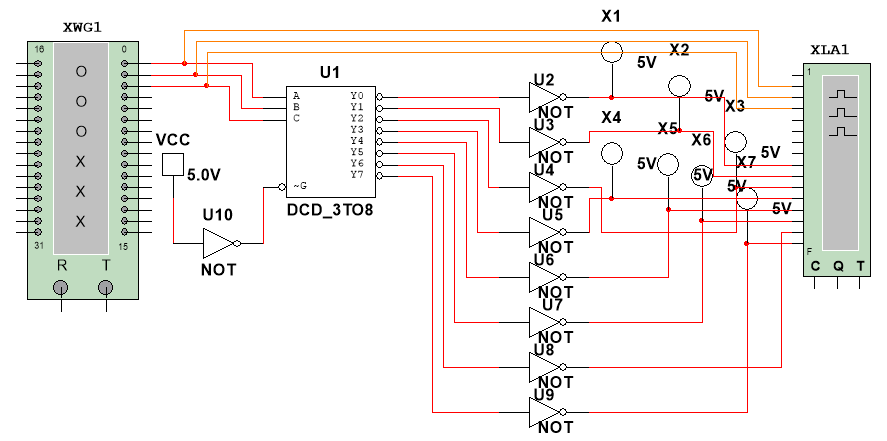 X1
XWG1
X2
XLA1
16 0
5V
U1
1
U2
5V
X3
A Y0
B Y1
NOT
X4
C Y2
U3
X5
Y3
X6
VCC
Y4
NOT
5V
Y5
5V
X7
Y6
U4
5.0V
Y7
5V
5V
~G
NOT
DCD_3TO8
5V
U10
U5
31 15
NOT
F
U6
R T
C Q T
NOT
NOT
U7
NOT
U8
NOT
U9
NOT
O
O
O
X
X
X